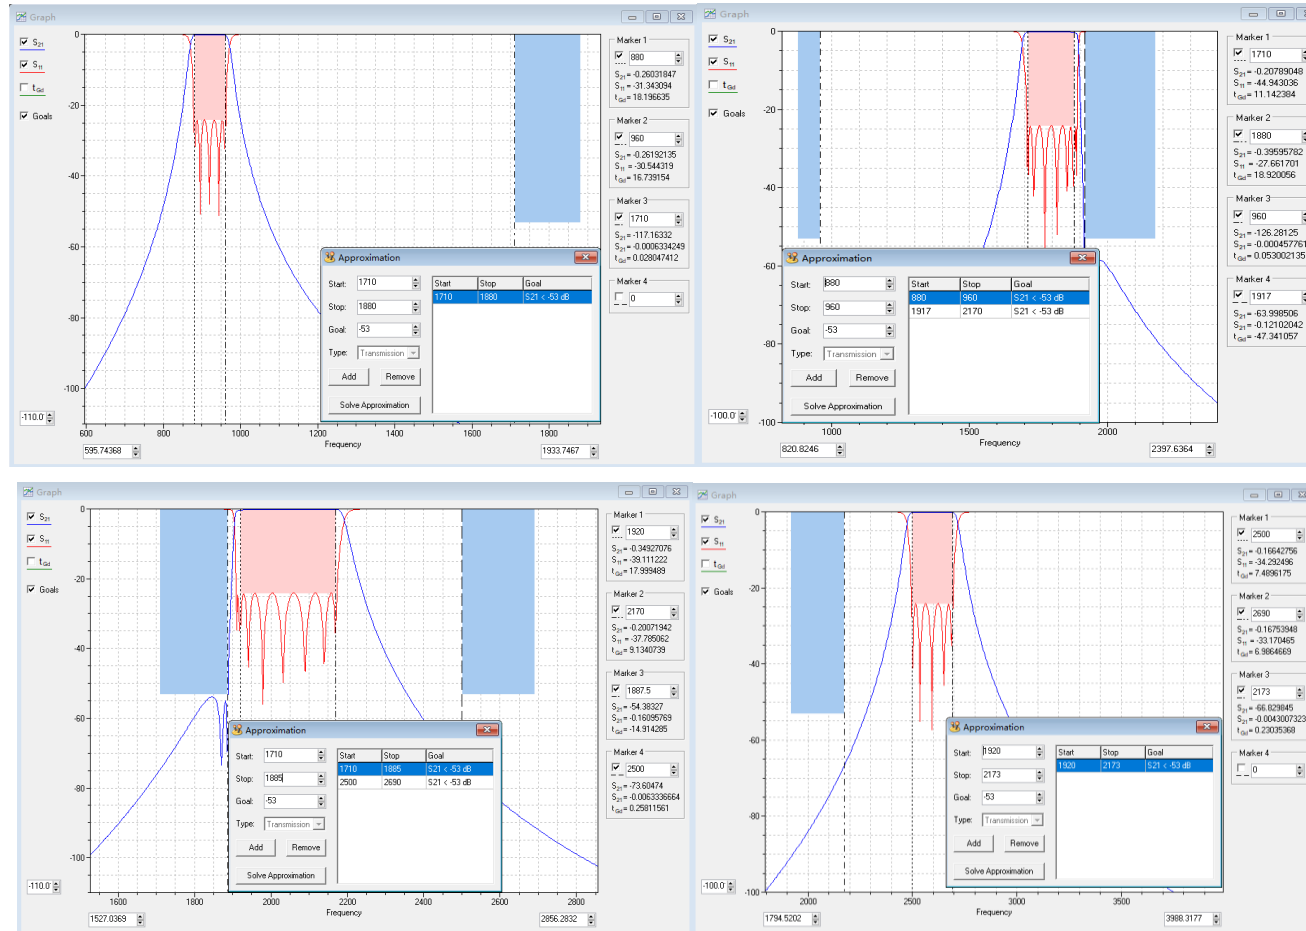 Graph
S21
S11
tGd
Goals
0
-20
-40
-60
-80
-100
-110.0
600
800
1000
1200
1400
1600
1800
Frequency
595.74368
1933.7467
Marker 1
880
S21 = -0.26031847
S11 = -31.343094
tGd = 18.196635
Marker 2
960
S21 = -0.26192135
S11 = -30.544319
tGd = 16.739154
Marker 3
1710
S21 = -117.16332
S21 = -0.0006334249
tGd = 0.028047412
Marker 4
0
Approximation
Start: 1710
Stop: 1880
Goal: -53
Type: Transmission
Add Remove
Solve Approximation
Start Stop Goal
1710 1880 S21 < -53 dB
Graph
S21
S11
tGd
Goals
0
-20
-40
-60
-80
-100
-100.0
1000
1500
2000
Frequency
820.8246
2397.6364
Marker 1
1710
S21 = -0.20789048
S11 = -44.943036
tGd = 11.142384
Marker 2
1880
S21 = -0.39595782
S11 = -27.661701
tGd = 18.920056
Marker 3
960
S21 = -126.28125
S21 = -0.000457761
tGd = 0.053002135
Marker 4
1917
S21 = -63.998506
S21 = -0.12102042
tGd = -47.341057
Approximation
Start: 880
Stop: 960
Goal: -53
Type: Transmission
Add Remove
Solve Approximation
Start Stop Goal
880 960 S21 < -53 dB
1917 2170 S21 < -53 dB
Graph
S21
S11
tGd
Goals
0
-20
-40
-60
-80
-100
-110.0
1600
1800
2000
2200
2400
2600
2800
Frequency
1527.0369
2856.2832
Marker 1
1920
S21 = -0.34927076
S11 = -39.111222
tGd = 17.999489
Marker 2
2170
S21 = -0.20071942
S11 = -37.785062
tGd = 9.1340739
Marker 3
1887.5
S21 = -54.38327
S21 = -0.16095769
tGd = -14.914285
Marker 4
2500
S21 = -73.60474
S21 = -0.0063336664
tGd = 0.25811561
Approximation
Start: 1710
Stop: 1885
Goal: -53
Type: Transmission
Add Remove
Solve Approximation
Start Stop Goal
1710 1885 S21 < -53 dB
2500 2690 S21 < -53 dB
Graph
S21
S11
tGd
Goals
0
-20
-40
-60
-80
-100
-100.0
2000
2500
3000
3500
Frequency
1794.5202
3988.3177
Marker 1
2500
S21 = -0.16642756
S11 = -34.292496
tGd = 7.4896175
Marker 2
2690
S21 = -0.16753948
S11 = -33.170465
tGd = 6.9864669
Marker 3
2173
S21 = -66.829845
S21 = -0.0043007323
tGd = 0.23035368
Marker 4
0
Approximation
Start: 1920
Stop: 2173
Goal: -53
Type: Transmission
Add Remove
Solve Approximation
Start Stop Goal
1920 2173 S21 < -53 dB